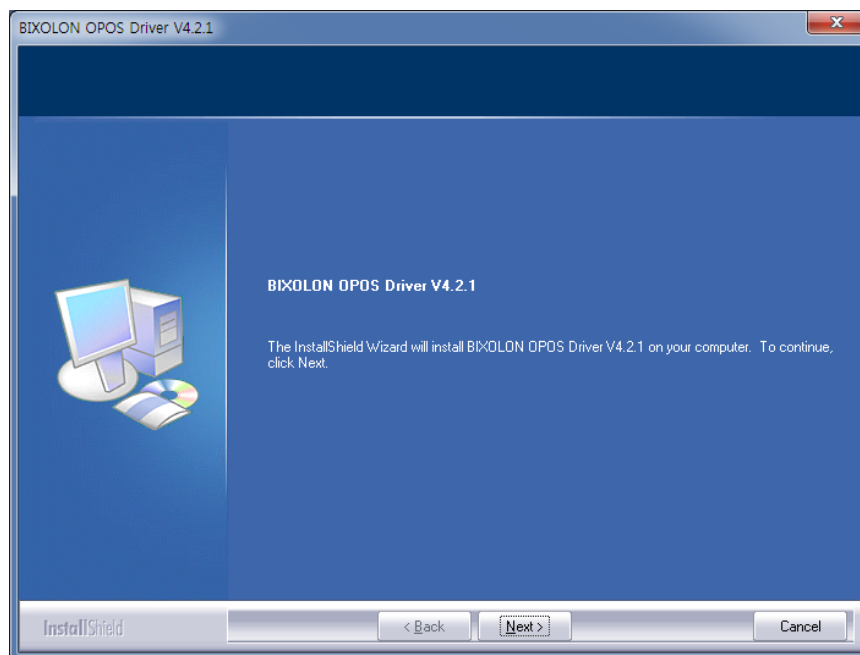 BIXOLON OPOS Driver V4.2.1
BIXOLON OPOS Driver V4.2.1
The InstallShield Wizard will install BIXOLON OPOS Driver V4.2.1 on your computer. To continue,
click Next.
InstallShield
< Back
Next >
Cancel